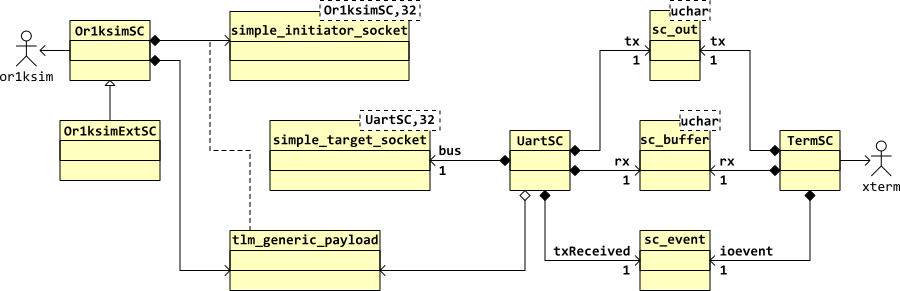 Or1ksimSC,32
uchar
Or1ksimSC
simple_initiator_socket
sc_out
tx
tx
1
1
or1ksim
UartSC,32
uchar
Or1ksimExtSC
simple_target_socket
UartSC
sc_buffer
TermSC
bus
rx
rx
1
1
1
xterm
tlm_generic_payload
sc_event
txReceived
ioevent
1
1